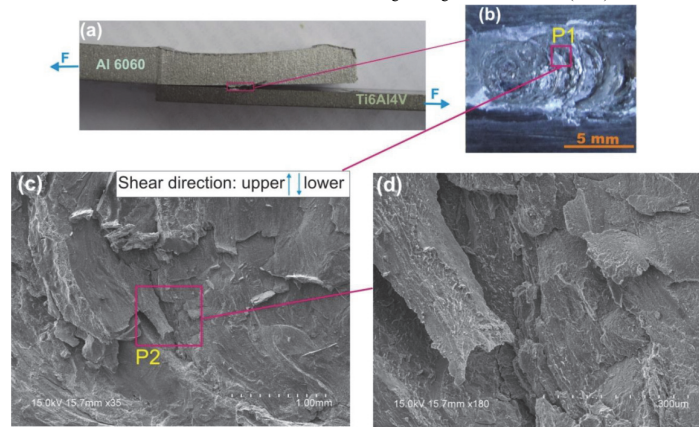 (a)
Al 6060
F
F
Ti6Al4V
(b)
P1
5 mm
(c)
Shear direction: upper lower
P2
15.0kV 15.7mm x35
1.00mm
(d)
15.0kV 15.7mm x180
300um